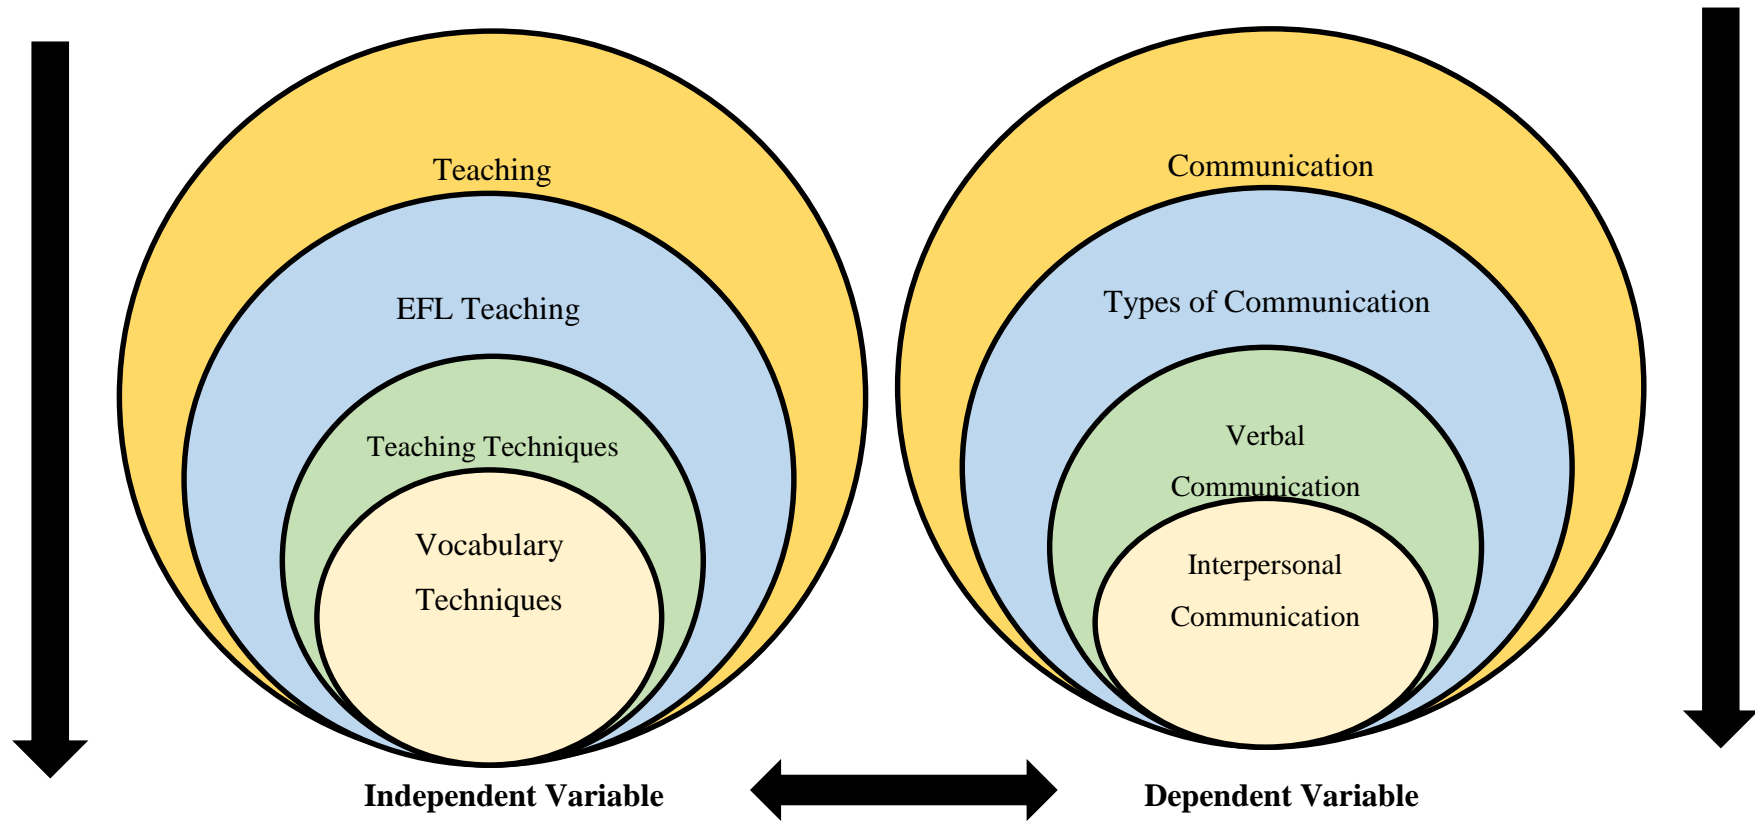 Teaching
EFL Teaching
Teaching Techniques
Vocabulary
Techniques
Independent Variable
Communication
Types of Communication
Verbal
Communication
Interpersonal
Communication
Dependent Variable